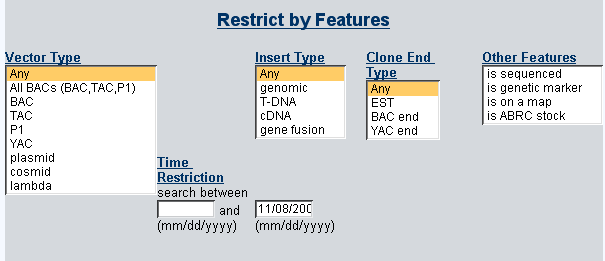 Restrict by Features
Vector Type
Any
All BACs (BAC,TAC,P1)
BAC
TAC
P1
YAC
plasmid
cosmid
lambda
Insert Type
Any
genomic
T-DNA
cDNA
gene fusion
Clone End
Type
Any
EST
BAC end
YAC end
Other Features
is sequenced
is genetic marker
is on a map
is ABRC stock
Time
Restriction
search between
and 11/08/200
(mm/dd/yyyy) (mm/dd/yyyy)